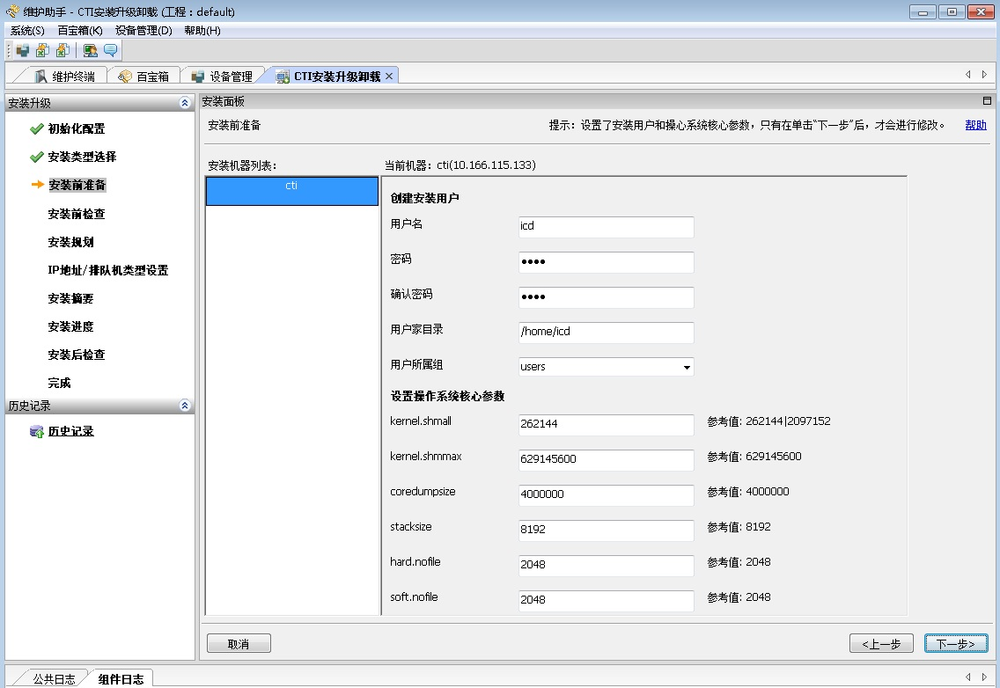 维护助手 - CTI安装升级卸载 (工程：default)
系统(S) 百宝箱(K) 设备管理(D) 帮助(H)
维护终端 百宝箱 设备管理 CTI安装升级卸载
安装升级
初始化配置
安装类型选择
安装前准备
安装前检查
安装规划
IP地址/排队机类型设置
安装摘要
安装进度
安装后检查
完成
历史记录
历史记录
安装面板
安装前准备 提示：设置了安装用户和操心系统核心参数，只有在单击“下一步”后，才会进行修改。 帮助
安装机器列表： 当前机器：cti(10.166.115.133)
cti
创建安装用户
用户名 icd
密码 ●●●●
确认密码 ●●●●
用户家目录 /home/icd
用户所属组 users
设置操作系统核心参数
kernel.shmall 262144 参考值: 262144|2097152
kernel.shmmax 629145600 参考值: 629145600
coredumpsize 4000000 参考值: 4000000
stacksize 8192 参考值: 8192
hard.nofile 2048 参考值: 2048
soft.nofile 2048 参考值: 2048
取消 <上一步 下一步>
公共日志 组件日志